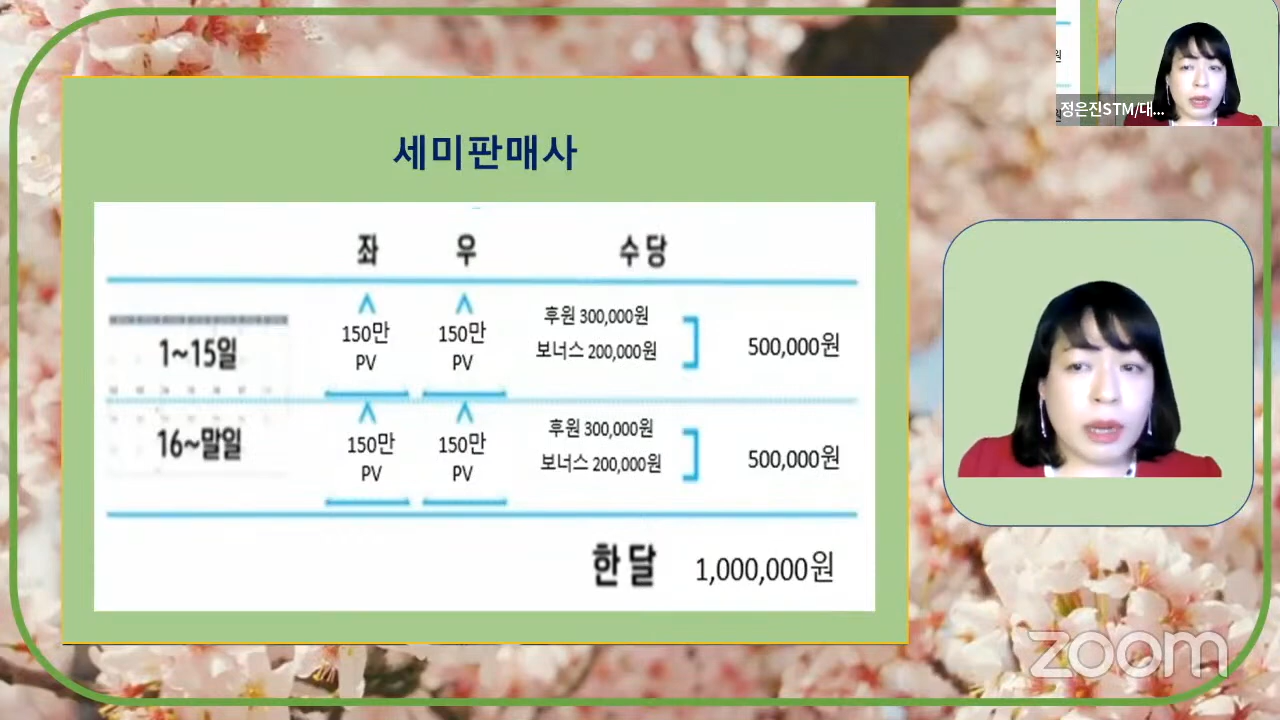 세미판매사
좌 우 수당
1~15일
150만
PV
150만
PV
후원 300,000원
보너스 200,000원
500,000원
16~말일
150만
PV
150만
PV
후원 300,000원
보너스 200,000원
500,000원
한달 1,000,000원
원
정은진STM/대...
원
zoom